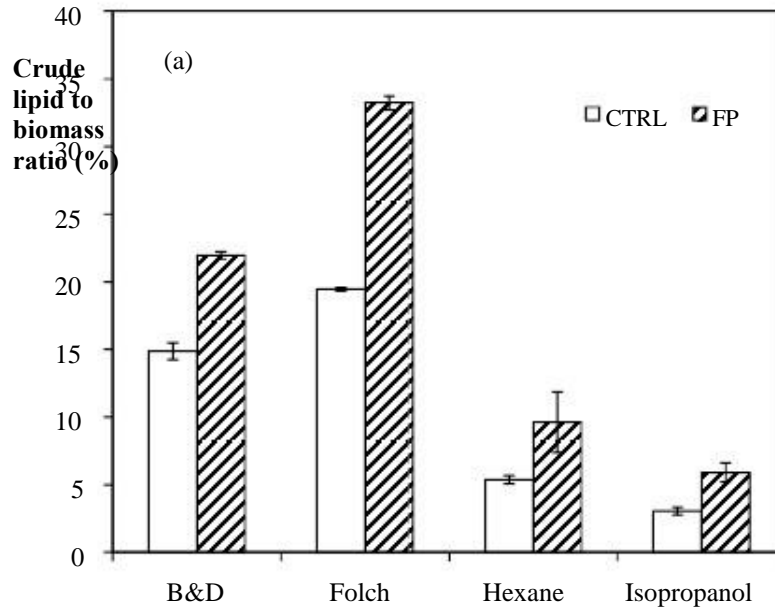 40
(a)
Crude
lipid to
35
biomass
30
ratio (%)
CTRL FP
25
20
15
10
5
0
B&D Folch Hexane Isopropanol